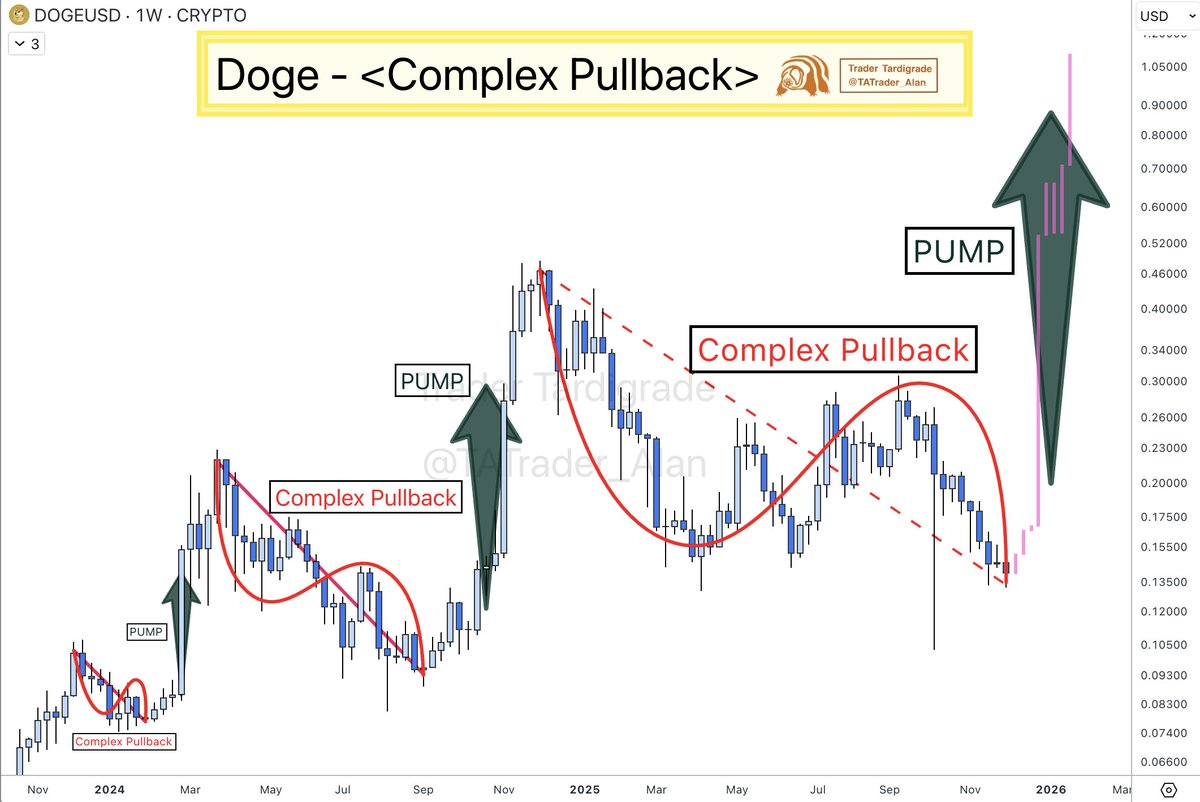 DOGEUSD · 1W · CRYPTO
USD
3
Doge - <Complex Pullback>
Trader Tardigrade
@TATrader_Alan
1.20000
1.05000
0.90000
0.80000
0.70000
0.60000
0.52000
0.46000
0.40000
0.34000
0.30000
0.26000
0.23000
0.20000
0.17500
0.15500
0.13500
0.12000
0.10500
0.09300
0.08300
0.07400
0.06600
PUMP
Complex Pullback
PUMP
Trader Tardigrade
@TATrader_Alan
Complex Pullback
PUMP
Complex Pullback
Nov 2024 Mar May Jul Sep Nov 2025 Mar May Jul Sep Nov 2026 Mar